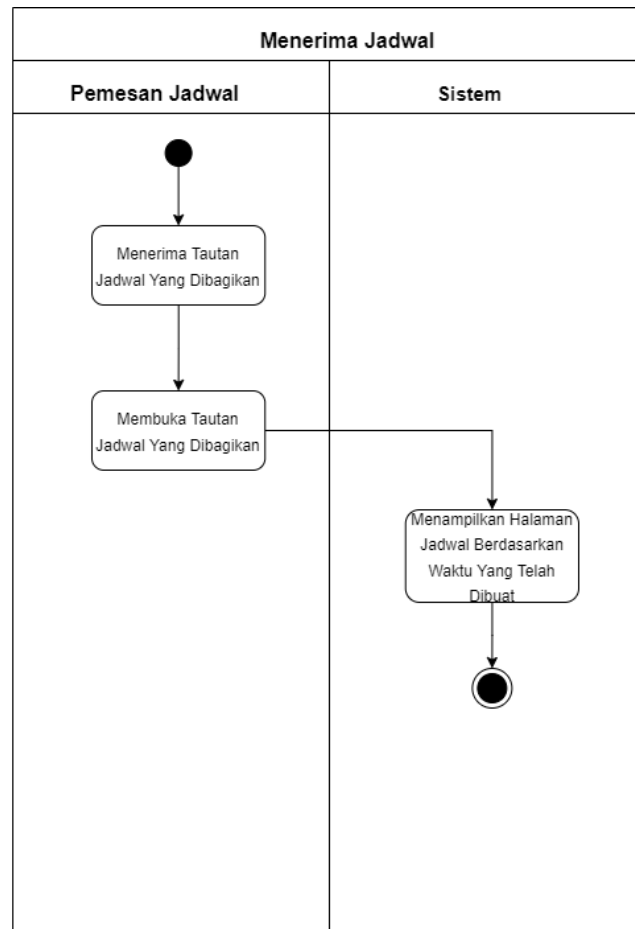 Menerima Jadwal
Pemesan Jadwal
Sistem
Menerima Tautan
Jadwal Yang Dibagikan
Membuka Tautan
Jadwal Yang Dibagikan
Menampilkan Halaman
Jadwal Berdasarkan
Waktu Yang Telah
Dibuat